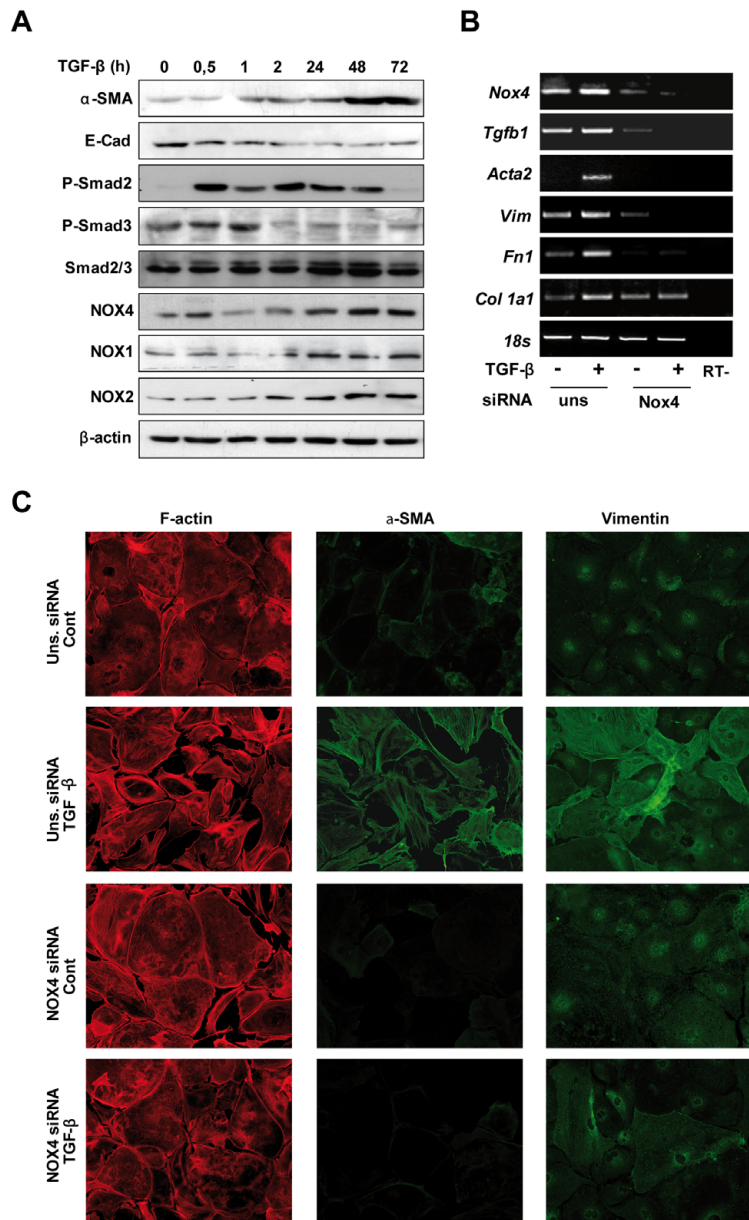 A
TGF-β (h) 0 0,5 1 2 24 48 72
α-SMA
E-Cad
P-Smad2
P-Smad3
Smad2/3
NOX4
NOX1
NOX2
β-actin
B
Nox4
Tgfb1
Acta2
Vim
Fn1
Col 1a1
18s
TGF-β - + - + RT-
siRNA uns Nox4
C
F-actin a-SMA Vimentin
Uns. siRNA
Cont
Uns. siRNA
TGF -β
NOX4 siRNA
Cont
NOX4 siRNA
TGF-β